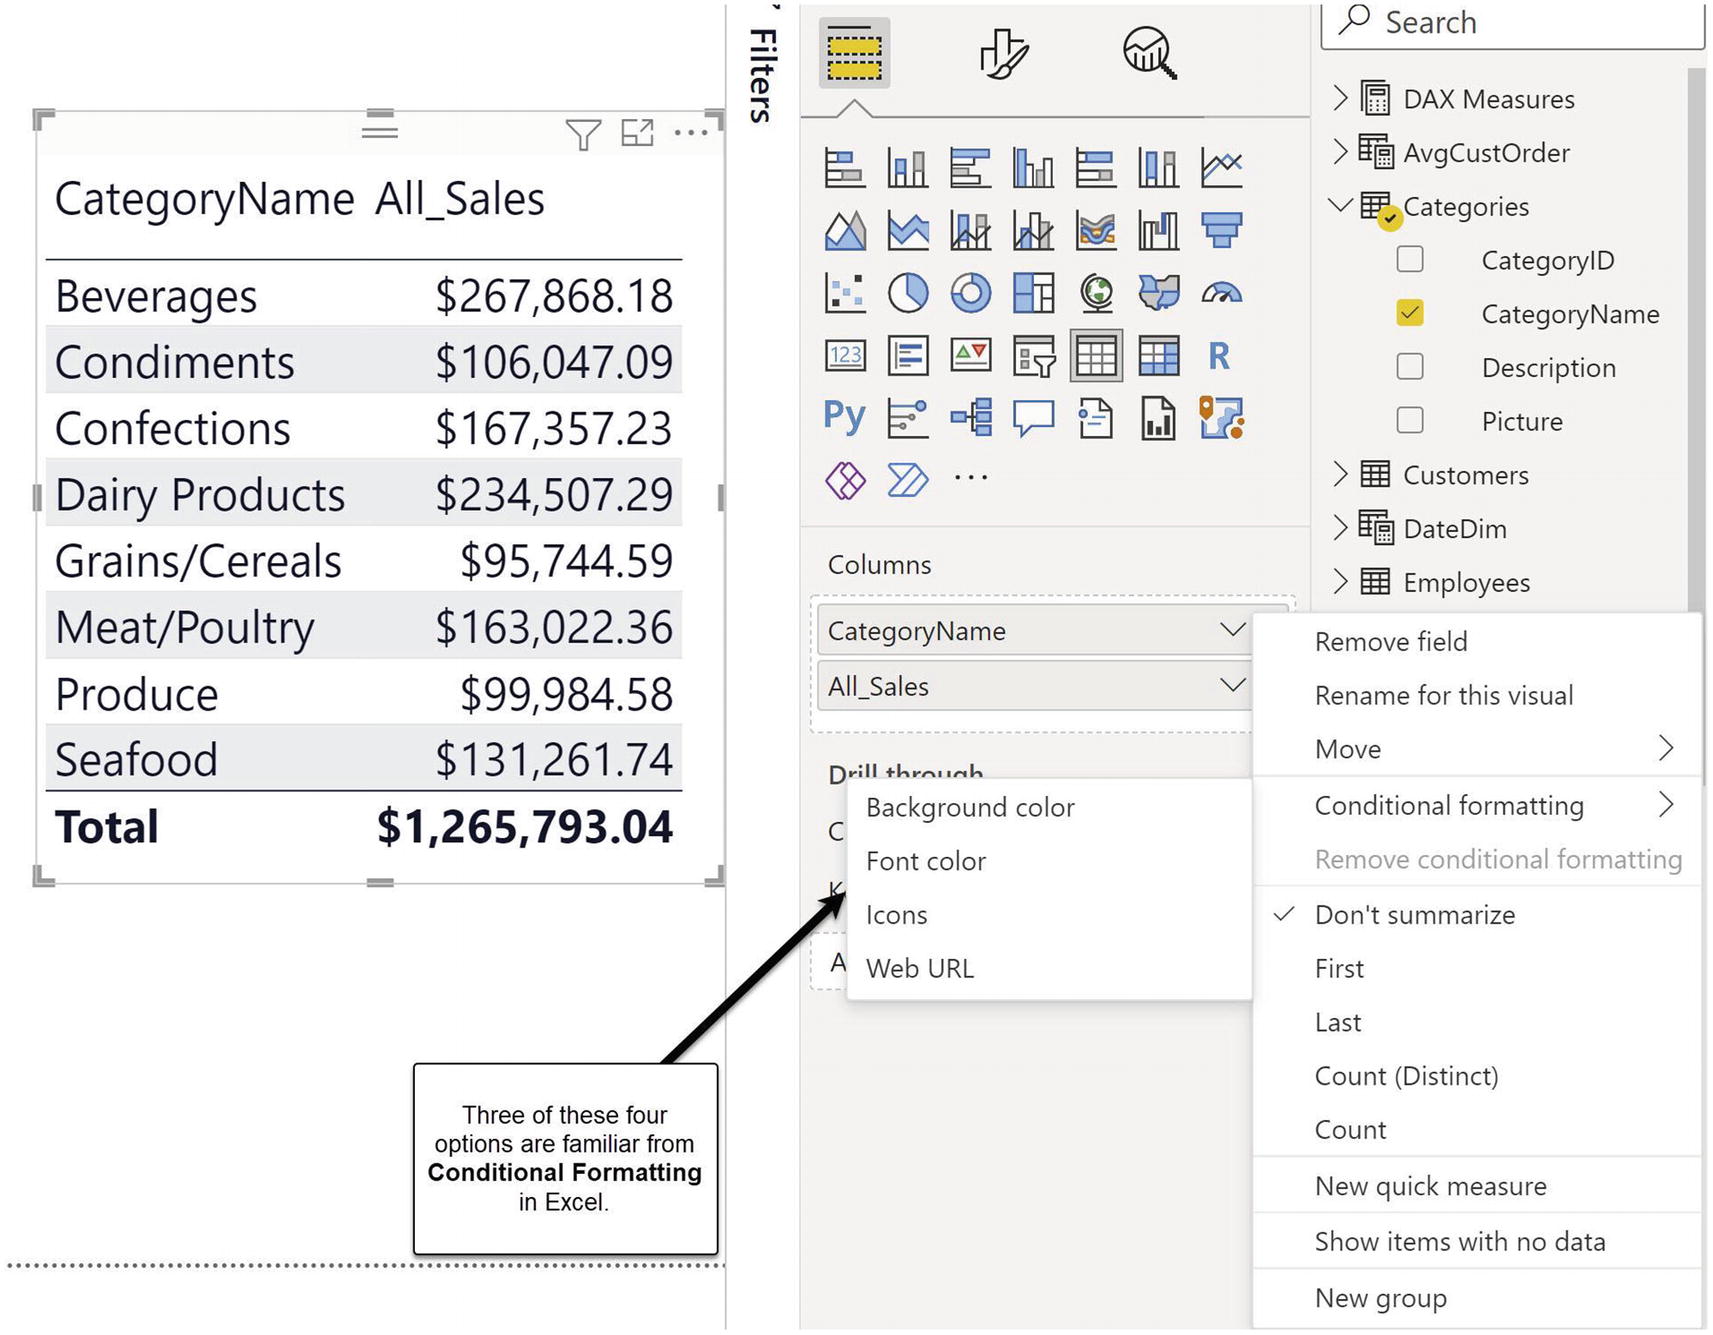 CategoryName All_Sales
Beverages $267,868.18
Condiments $106,047.09
Confections $167,357.23
Dairy Products $234,507.29
Grains/Cereals $95,744.59
Meat/Poultry $163,022.36
Produce $99,984.58
Seafood $131,261.74
Total $1,265,793.04
Three of these four
options are familiar from
Conditional Formatting
in Excel.
Filters
123
R
Py
Columns
CategoryName
All_Sales
Drill through
C
K
A
Background color
Font color
Icons
Web URL
Search
DAX Measures
AvgCustOrder
Categories
CategoryID
CategoryName
Description
Picture
Customers
DateDim
Employees
Remove field
Rename for this visual
Move
Conditional formatting
Remove conditional formatting
Don't summarize
First
Last
Count (Distinct)
Count
New quick measure
Show items with no data
New group